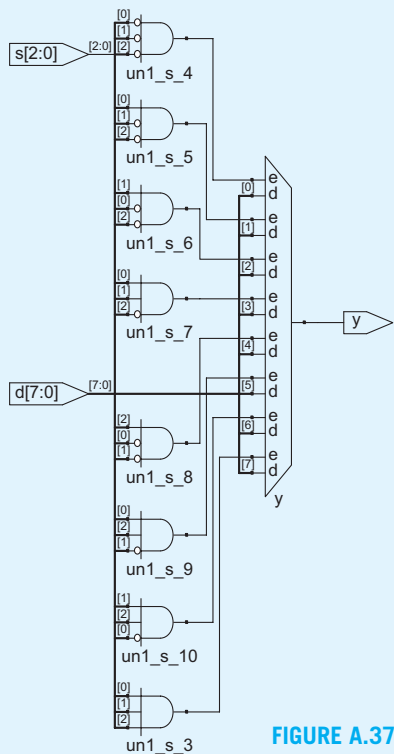 [0]
[1]
[2]
s[2:0]
[2:0]
un1_s_4
[0]
[1]
[2]
un1_s_5
[1]
[0]
[2]
un1_s_6
[0]
[1]
[2]
un1_s_7
d[7:0]
[7:0]
[2]
[0]
[1]
un1_s_8
[0]
[2]
[1]
un1_s_9
[1]
[2]
[0]
un1_s_10
[0]
[1]
[2]
un1_s_3
e
[0] d
e
[1] d
e
[2] d
e
[3] d
e
[4] d
e
[5] d
e
[6] d
e
[7] d
y
y
FIGURE A.37